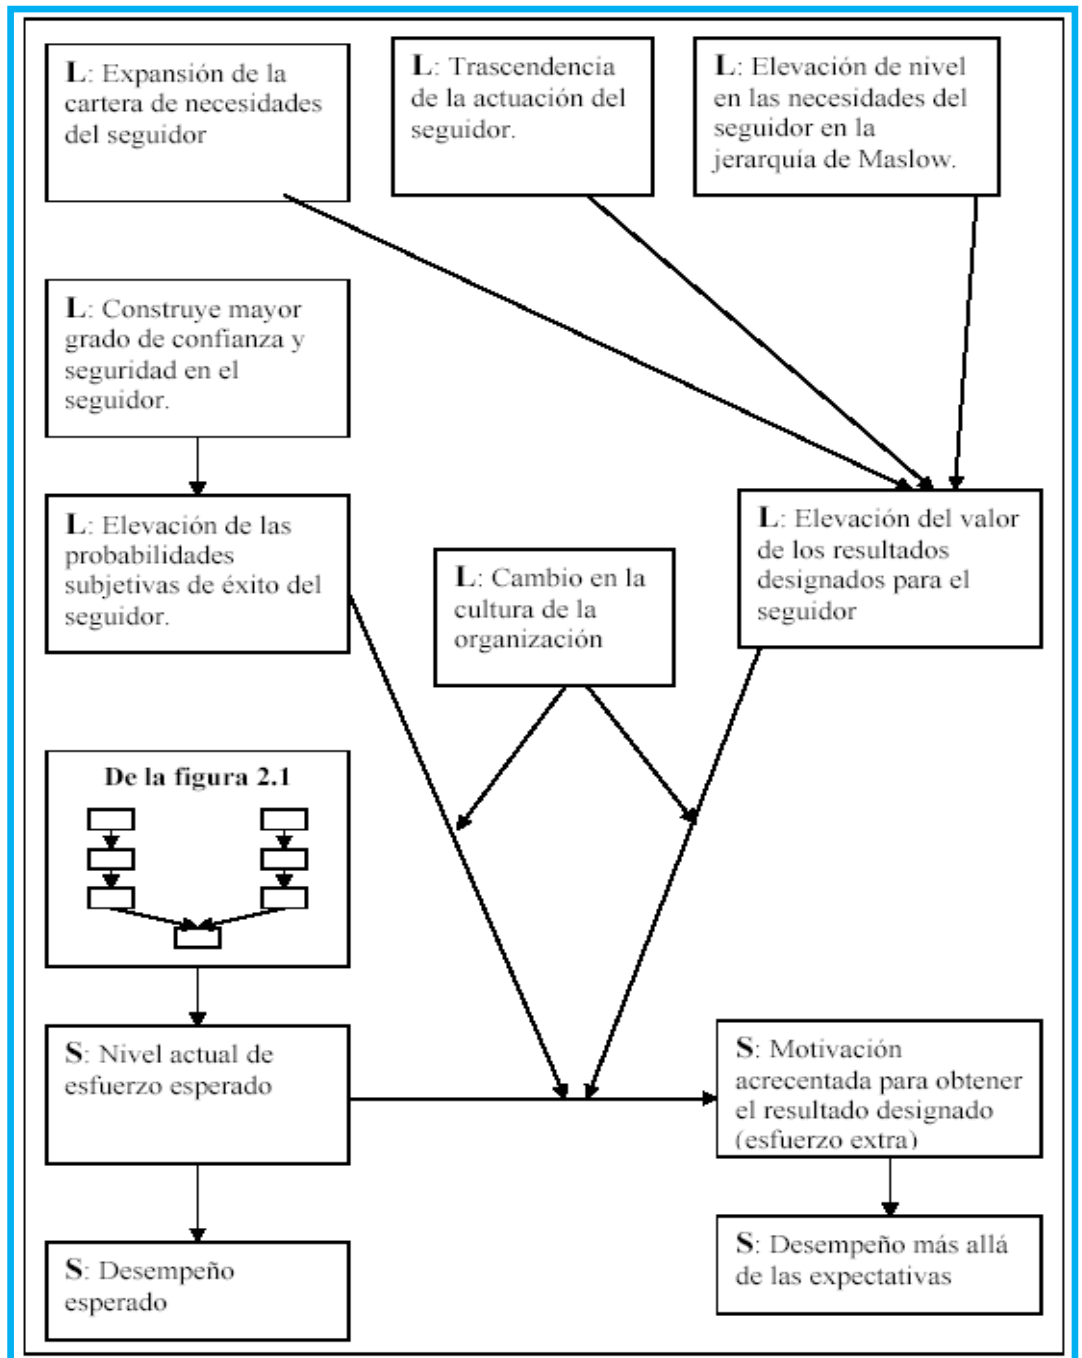 L: Expansión de la
cartera de necesidades
del seguidor
L: Trascendencia
de la actuación del
seguidor.
L: Elevación de nivel
en las necesidades del
seguidor en la
jerarquía de Maslow.
L: Construye mayor
grado de confianza y
seguridad en el
seguidor.
L: Elevación de las
probabilidades
subjetivas de éxito del
seguidor.
L: Cambio en la
cultura de la
organización
L: Elevación del valor
de los resultados
designados para el
seguidor
De la figura 2.1
S: Nivel actual de
esfuerzo esperado
S: Motivación
acrecentada para obtener
el resultado designado
(esfuerzo extra)
S: Desempeño
esperado
S: Desempeño más allá
de las expectativas